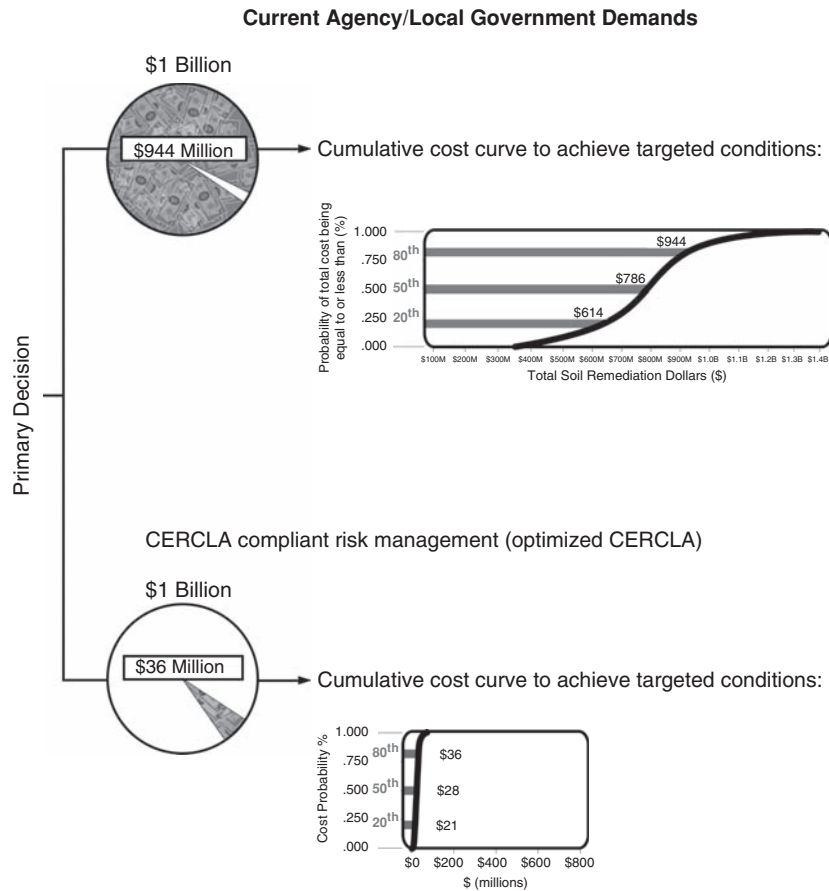 Current Agency/Local Government Demands
$1 Billion
$944 Million
Cumulative cost curve to achieve targeted conditions:
Probability of total cost being
equal to or less than (%)
1.000
80th
.750
.500 50th
.250
20th
.000
$944
$786
$614
$100M $200M $300M $400M $500M $600M $700M $800M $900M $1.0B $1.1B $1.2B $1.3B $1.4B
Total Soil Remediation Dollars ($)
Primary Decision
CERCLA compliant risk management (optimized CERCLA)
$1 Billion
$36 Million
Cumulative cost curve to achieve targeted conditions:
Cost Probability %
1.000
80th
.750
.500 50th
.250
20th
.000
$36
$28
$21
$0 $200 $400 $600 $800
$ (millions)